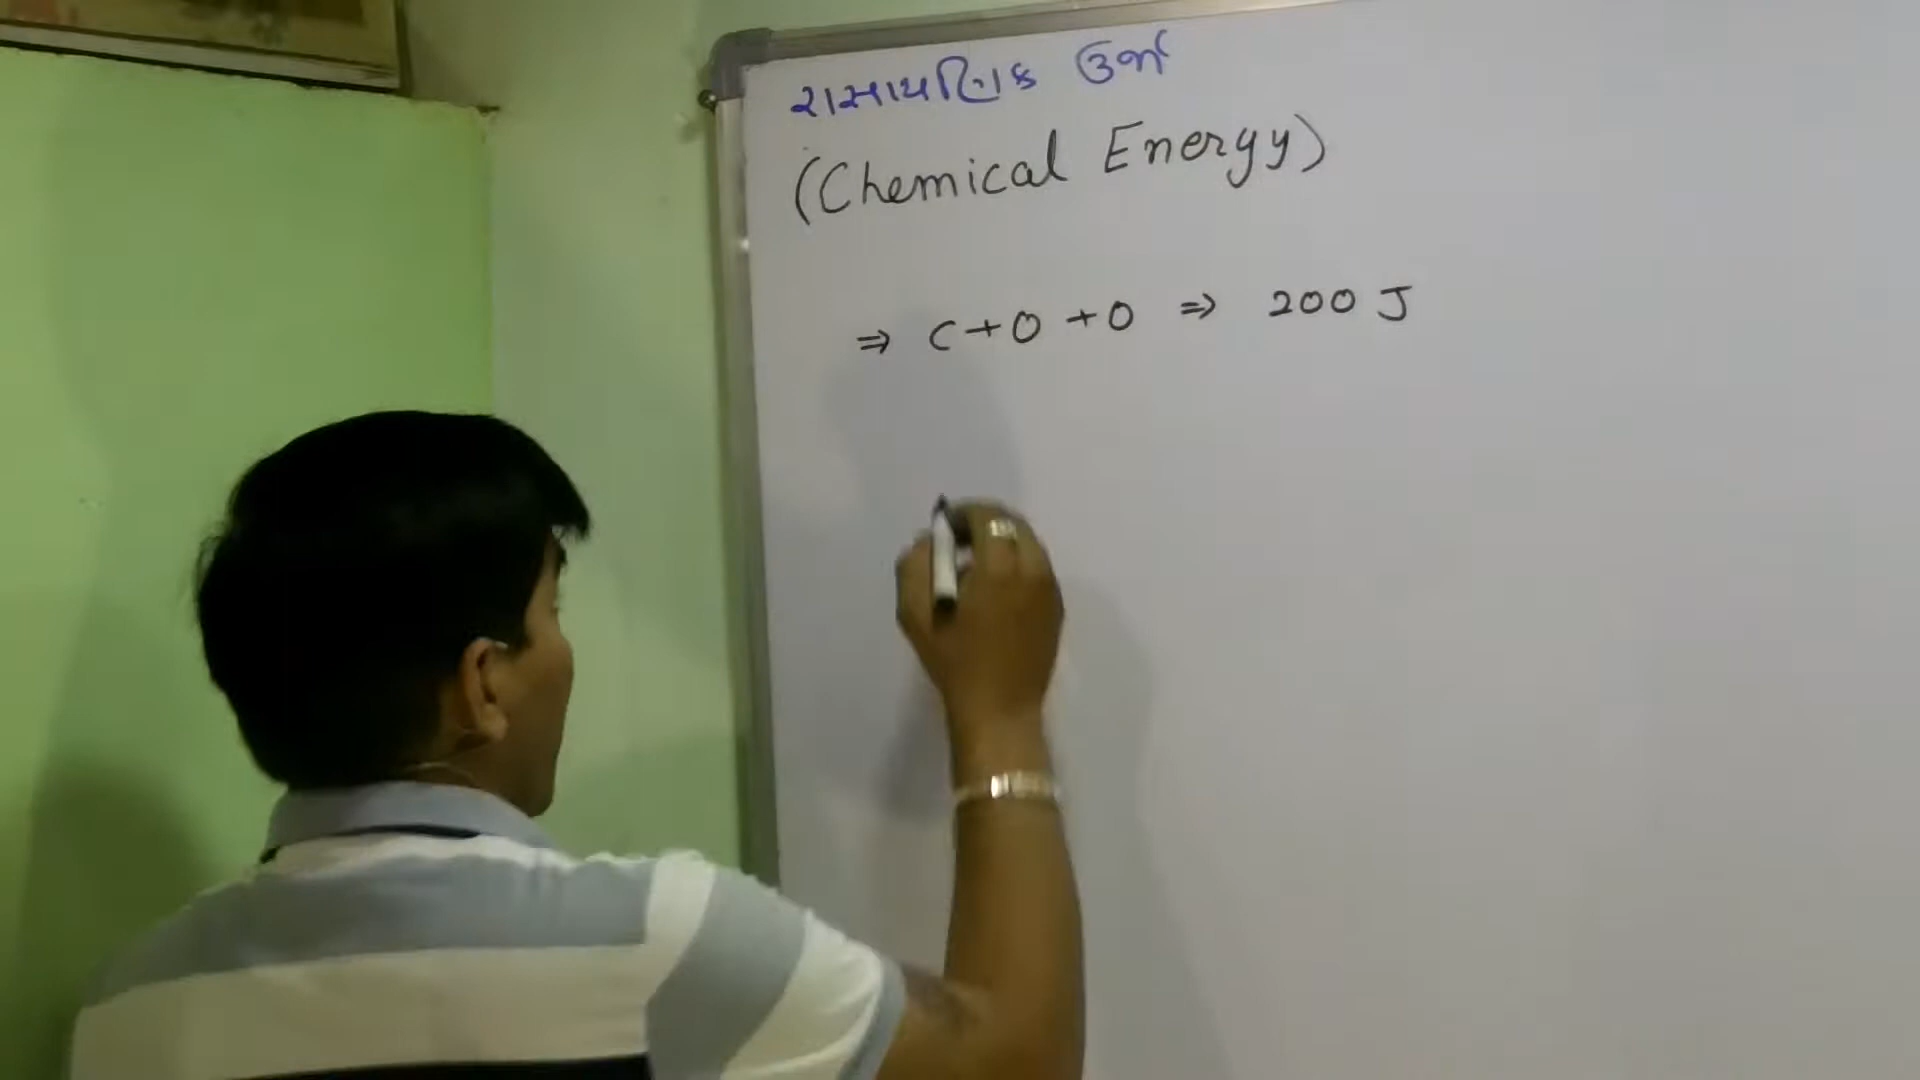 રાસાયણિક ઉર્જા
(Chemical Energy)
⇒ C+O +O ⇒ 200 J